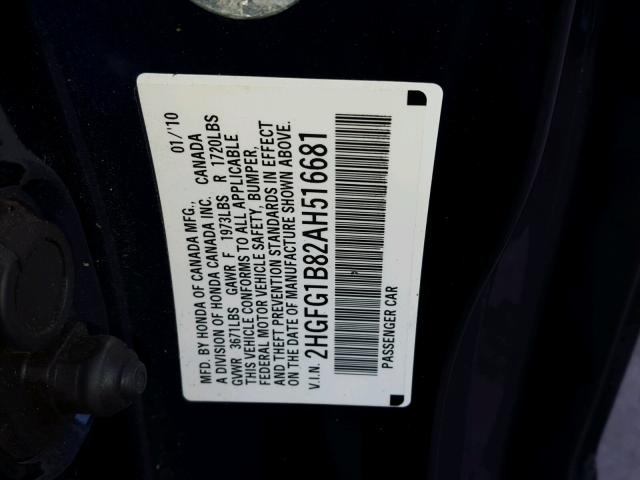 MFD. BY HONDA OF CANADA MFG., 01/'10
A DIVISION OF HONDA CANADA INC. CANADA
GVWR 3671LBS GAWR F 1973LBS R 1720LBS
THIS VEHICLE CONFORMS TO ALL APPLICABLE
FEDERAL MOTOR VEHICLE SAFETY, BUMPER,
AND THEFT PREVENTION STANDARDS IN EFFECT
ON THE DATE OF MANUFACTURE SHOWN ABOVE.
V.I.N. 2HGFG1B82AH516681
PASSENGER CAR